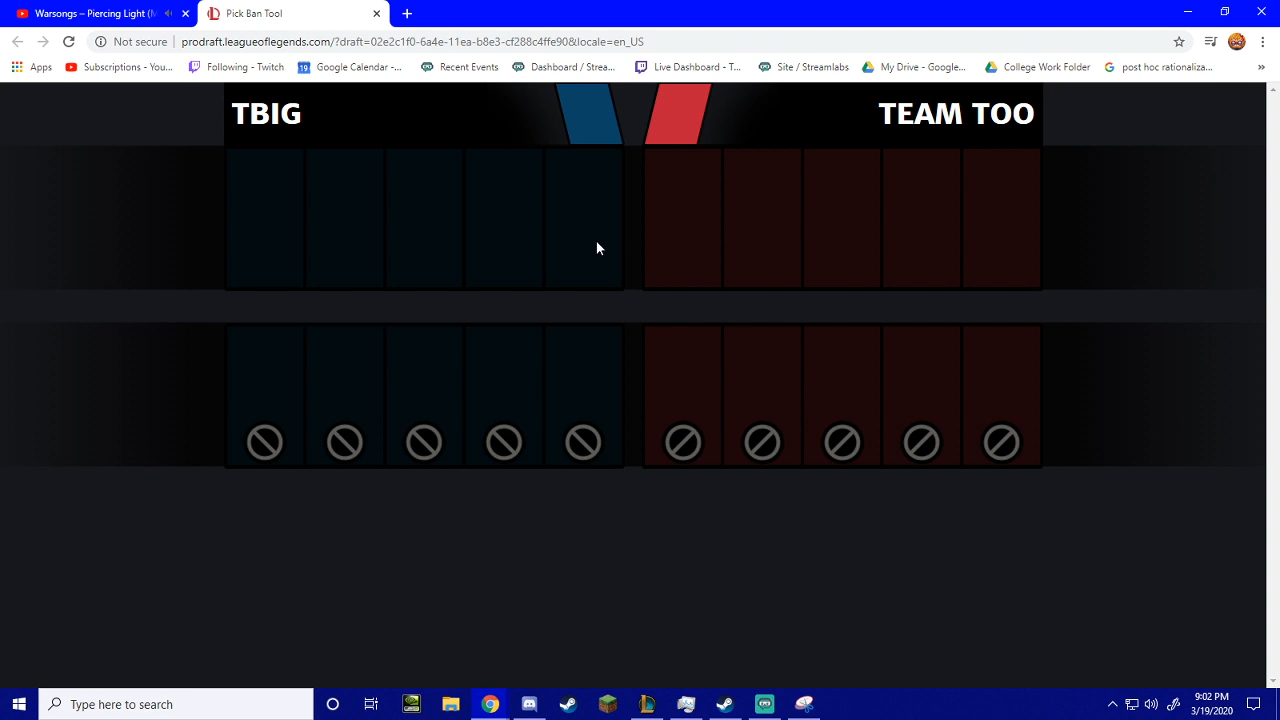 Warsongs – Piercing Light (M
Pick Ban Tool
Not secure
prodraft.leagueoflegends.com/?draft=02e2c1f0-6a4e-11ea-b8e3-cf288c4ffe90&locale=en_US
Apps
Subscriptions - You...
Following - Twitch
19
Google Calendar -...
Recent Events
Dashboard / Strea...
Live Dashboard - T...
Site / Streamlabs
My Drive - Google...
College Work Folder
post hoc rationaliza...
TBIG
TEAM TOO
Type here to search
9:02 PM
3/19/2020